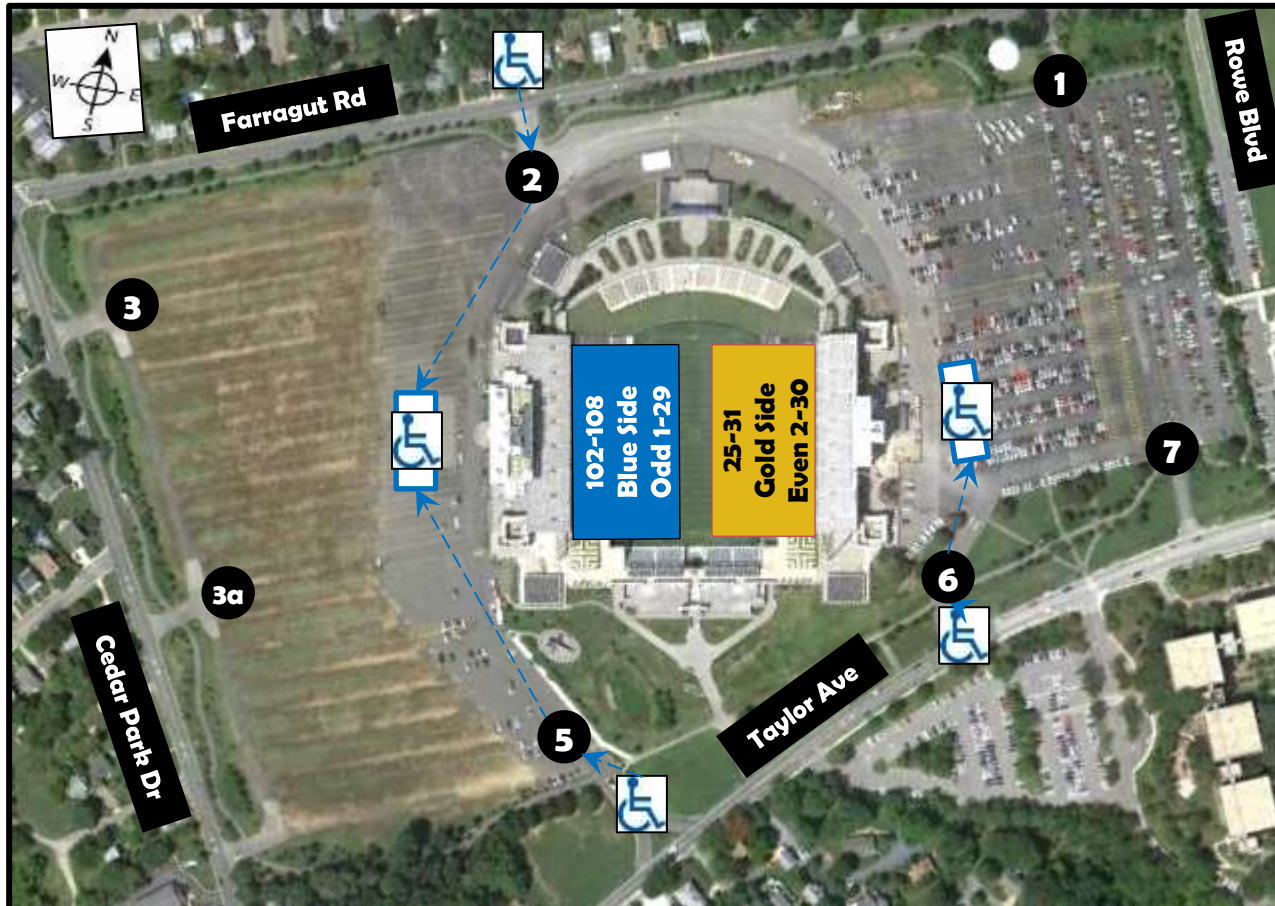 N
W
E
S
Farragut Rd
Rowe Blvd
1
2
3
102-108
Blue Side
Odd 1-29
25-31
Gold Side
Even 2-30
7
6
3a
Cedar Park Dr
Taylor Ave
5